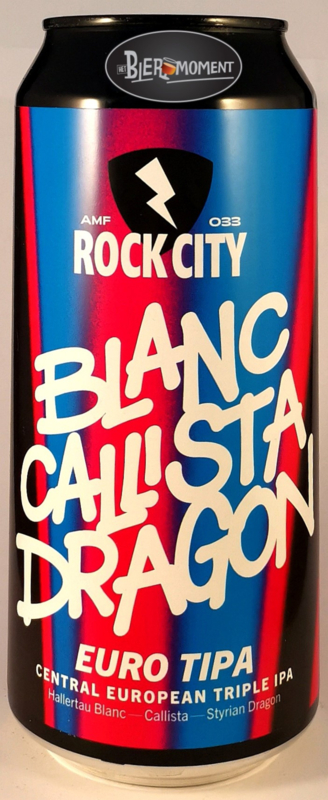 HET BIERMOMENT
AMF 033
ROCK CITY
BLANC
CALLISTA
DRAGON
EURO TIPA
CENTRAL EUROPEAN TRIPLE IPA
Hallertau Blanc — Callista — Styrian Dragon